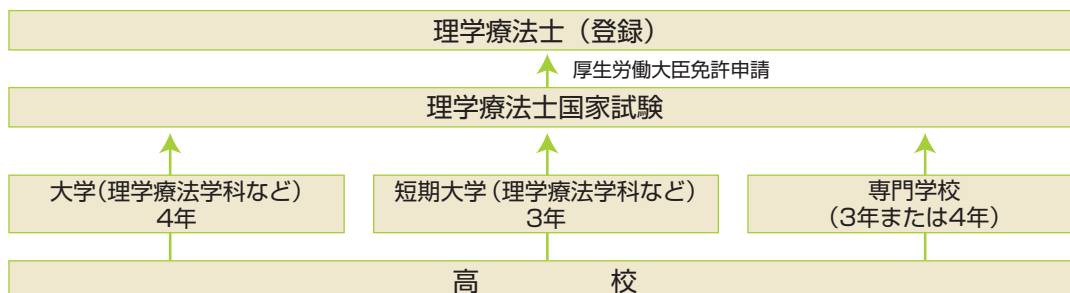 理学療法士（登録）
厚生労働大臣免許申請
理学療法士国家試験
大学（理学療法学科など）
4年
短期大学（理学療法学科など）
3年
専門学校
（3年または4年）
高　　　校